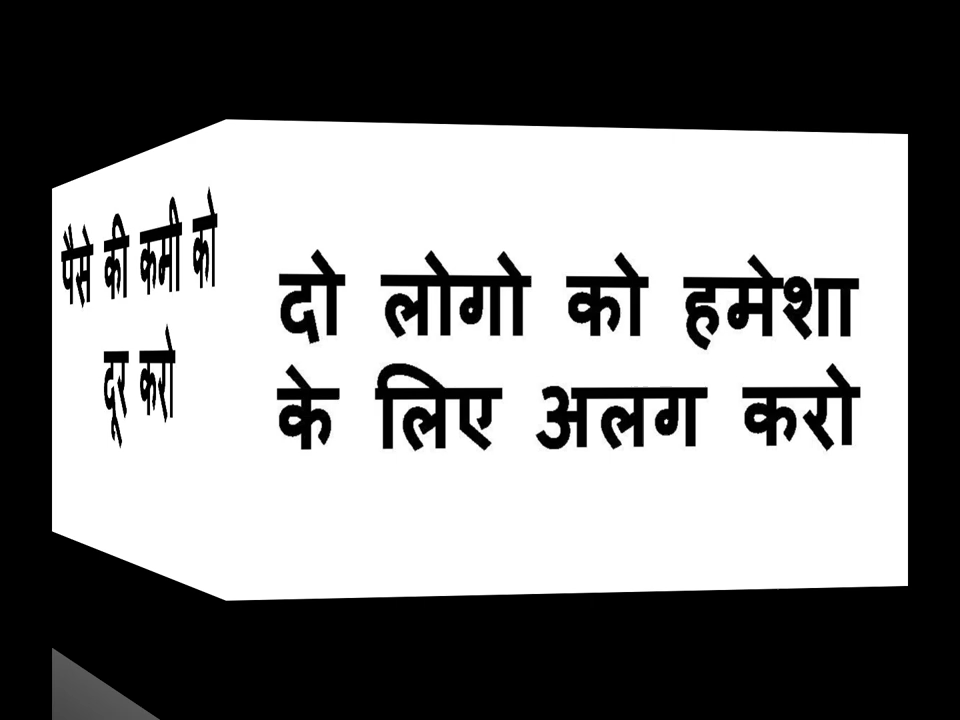 पैसे की कमी को
दूर करो
दो लोगो को हमेशा
के लिए अलग करो